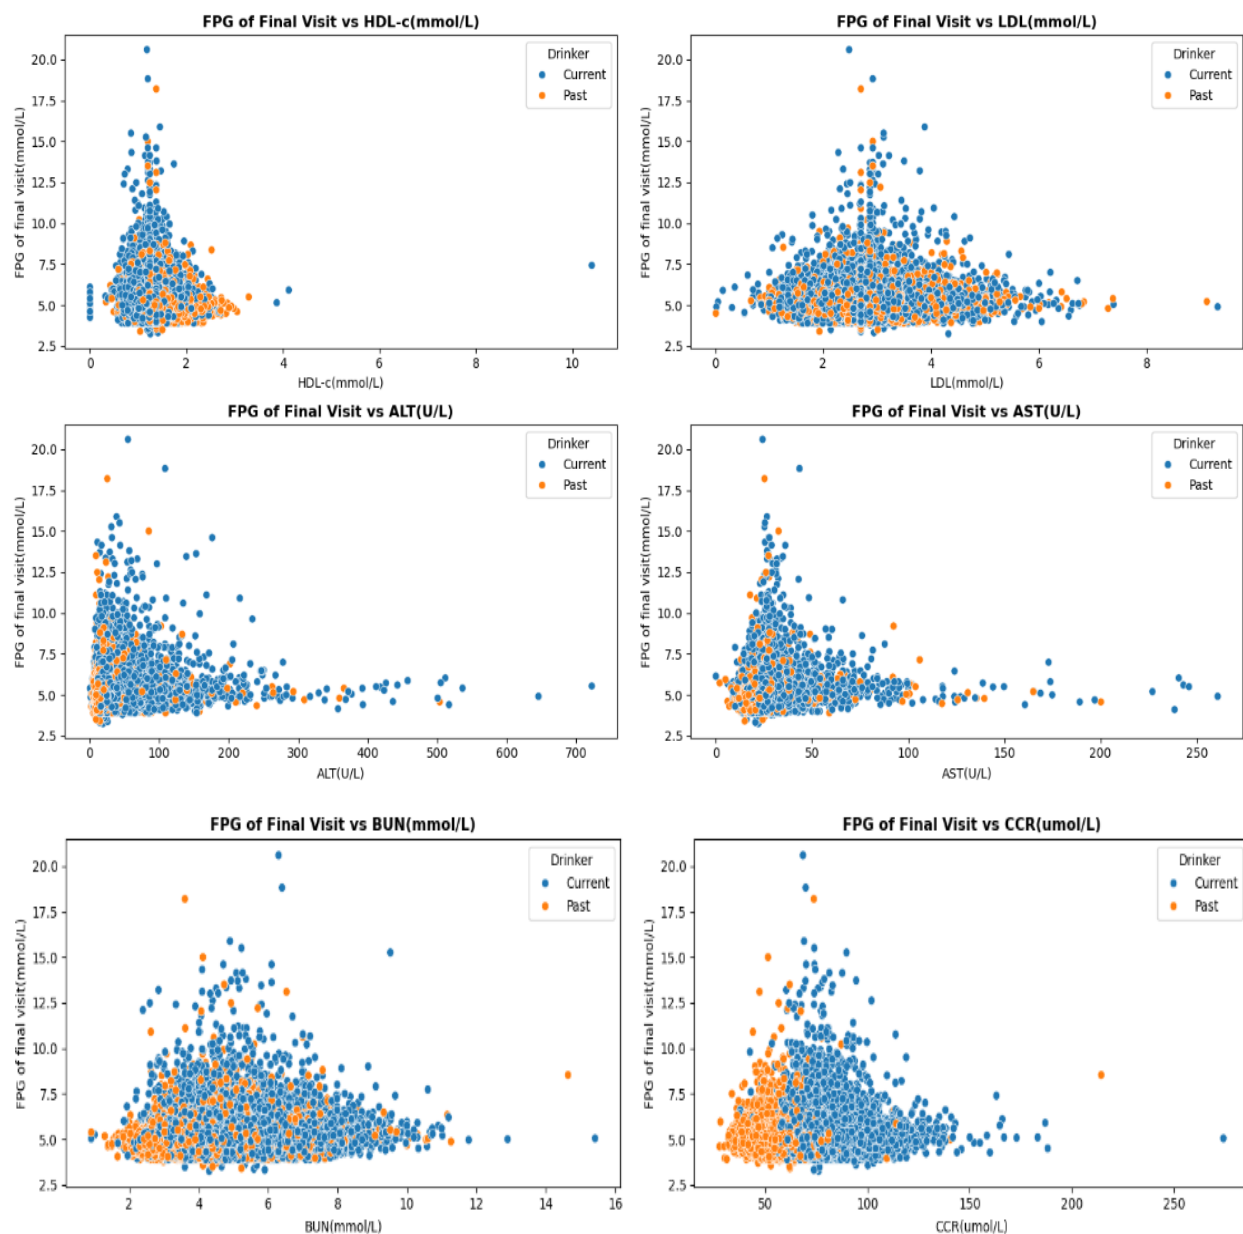 FPG of Final Visit vs HDL-c(mmol/L)
FPG of final visit(mmol/L)
20.0
17.5
15.0
12.5
10.0
7.5
5.0
2.5
Drinker
Current
Past
0 2 4 6 8 10
HDL-c(mmol/L)
FPG of Final Visit vs LDL(mmol/L)
FPG of final visit(mmol/L)
20.0
17.5
15.0
12.5
10.0
7.5
5.0
2.5
Drinker
Current
Past
0 2 4 6 8
LDL(mmol/L)
FPG of Final Visit vs ALT(U/L)
FPG of final visit(mmol/L)
20.0
17.5
15.0
12.5
10.0
7.5
5.0
2.5
Drinker
Current
Past
0 100 200 300 400 500 600 700
ALT(U/L)
FPG of Final Visit vs AST(U/L)
FPG of final visit(mmol/L)
20.0
17.5
15.0
12.5
10.0
7.5
5.0
2.5
Drinker
Current
Past
0 50 100 150 200 250
AST(U/L)
FPG of Final Visit vs BUN(mmol/L)
FPG of final visit(mmol/L)
20.0
17.5
15.0
12.5
10.0
7.5
5.0
2.5
Drinker
Current
Past
2 4 6 8 10 12 14 16
BUN(mmol/L)
FPG of Final Visit vs CCR(umol/L)
FPG of final visit(mmol/L)
20.0
17.5
15.0
12.5
10.0
7.5
5.0
2.5
Drinker
Current
Past
50 100 150 200 250
CCR(umol/L)